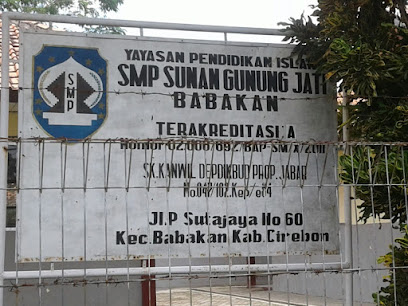 YAYASAN PENDIDIKAN ISLAM
SMP SUNAN GUNUNG JATI
BABAKAN
TERAKREDITASI:A
SK.KANWIL DEPDIKBUD PROP.JABAR
Jl.P Sutajaya No 60
Kec.Babakan Kab.Cirebon
SMP